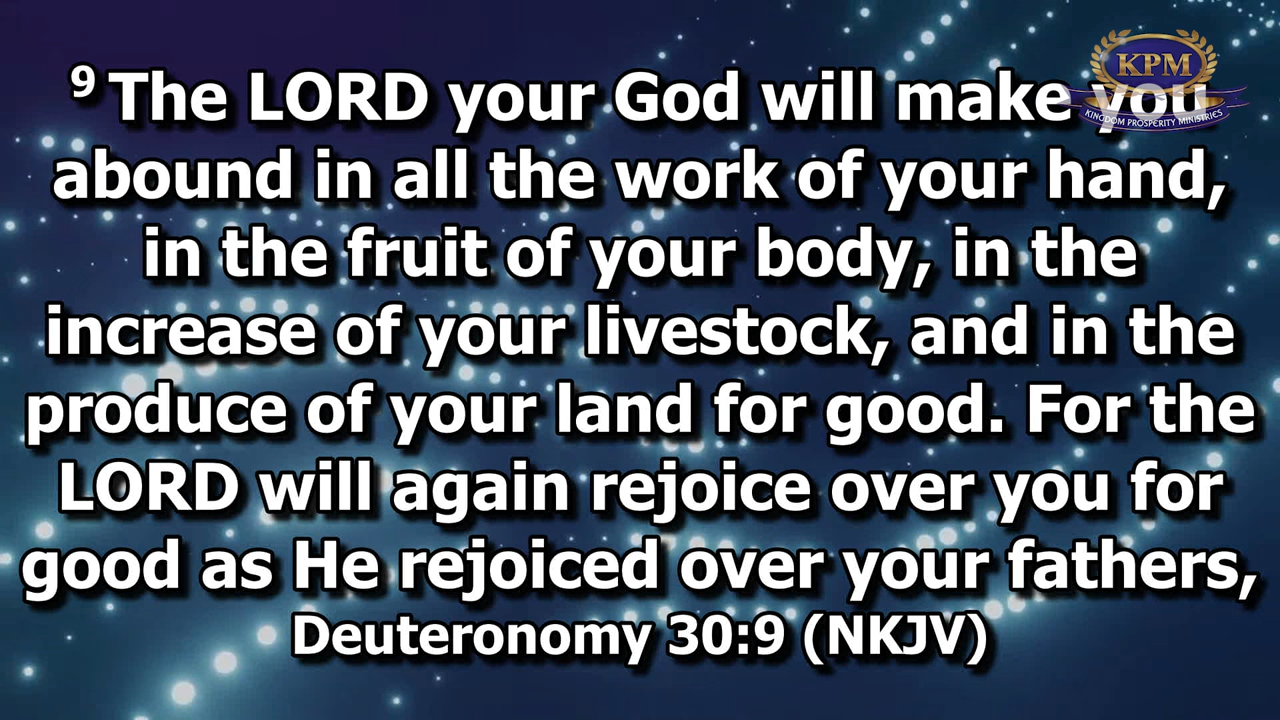 9 The LORD your God will make you
abound in all the work of your hand,
in the fruit of your body, in the
increase of your livestock, and in the
produce of your land for good. For the
LORD will again rejoice over you for
good as He rejoiced over your fathers,
Deuteronomy 30:9 (NKJV)
KPM
KINGDOM PROSPERITY MINISTRIES